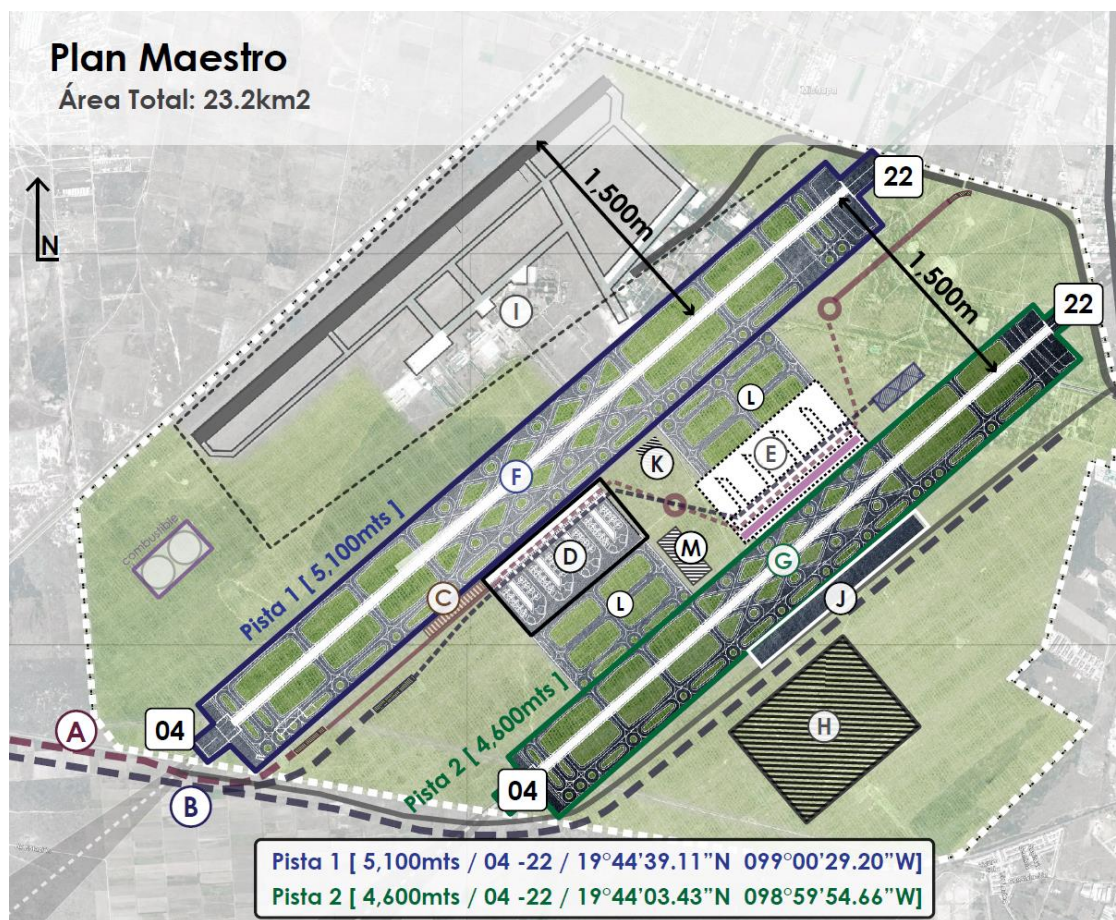 Plan Maestro
Área Total: 23.2km2
N
22
1,500m
1,500m
22
I
L
E
K
F
combustible
Pista 1 [ 5,100mts ]
D
M
G
C
L
J
A
04
Pista 2 [ 4,600mts ]
H
B
04
Pista 1 [ 5,100mts / 04 -22 / 19°44'39.11”N 099°00'29.20”W]
Pista 2 [ 4,600mts / 04 -22 / 19°44'03.43”N 098°59'54.66”W]